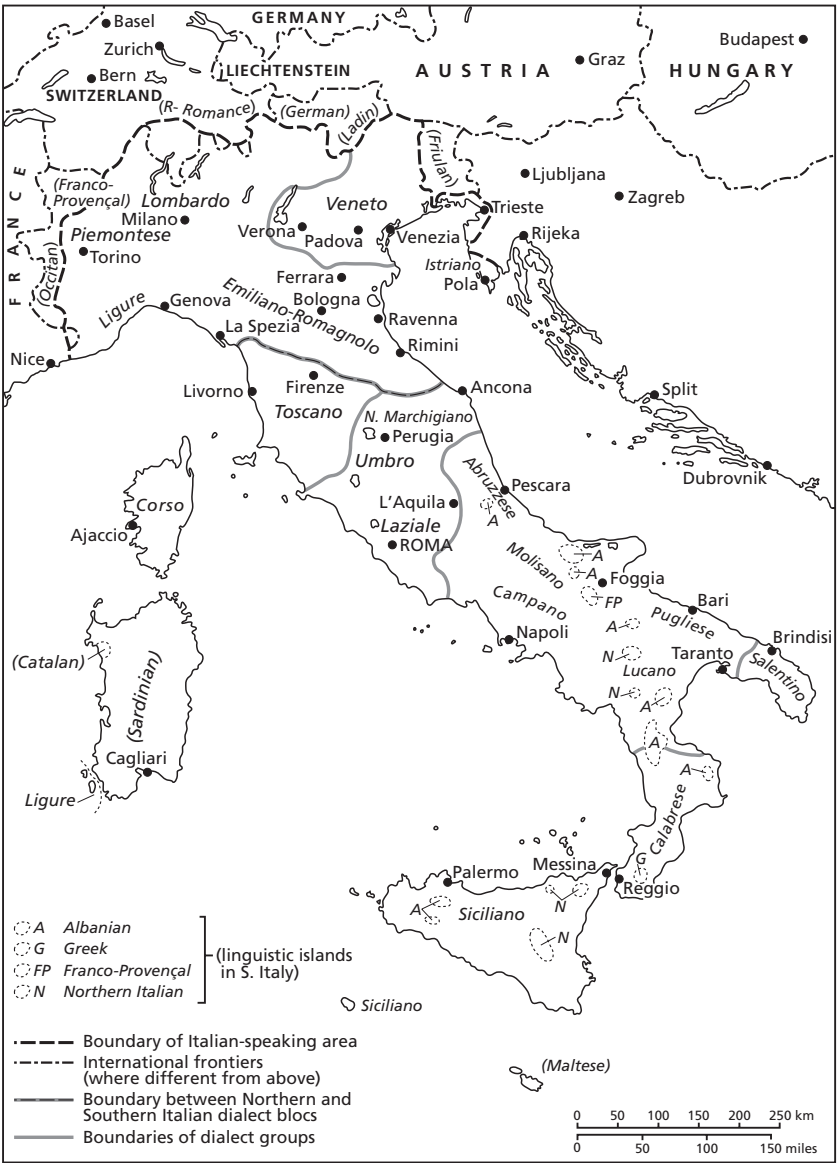 Basel
GERMANY
Zurich
Budapest
Graz
Bern
LIECHTENSTEIN
AUSTRIA
HUNGARY
SWITZERLAND
(R- Romance)
(German)
(Ladin)
(Friulan)
FRANCE
(Franco-
Provençal)
Lombardo
Milano
Veneto
Ljubljana
Zagreb
Trieste
Piemontese
Torino
Verona
Padova
Venezia
Rijeka
(Occitan)
Istriano
Pola
Ferrara
Bologna
Emiliano-Romagnolo
Ligure
Genova
Ravenna
La Spezia
Rimini
Nice
Livorno
Firenze
Toscano
Ancona
Split
N. Marchigiano
Perugia
Umbro
Dubrovnik
Abruzzese
Pescara
Corso
Ajaccio
L'Aquila
A
Laziale
ROMA
Molisano
A
A
Foggia
FP
Campano
Bari
Pugliese
A
Napoli
Brindisi
(Catalan)
(Sardinian)
N
Lucano
Taranto
Salentino
N
A
A
Cagliari
A
Ligure
Calabrese
G
Messina
Reggio
Palermo
A
Siciliano
N
N
A Albanian
G Greek
FP Franco-Provençal
N Northern Italian
(linguistic islands
in S. Italy)
Siciliano
Boundary of Italian-speaking area
International frontiers
(where different from above)
Boundary between Northern and
Southern Italian dialect blocs
Boundaries of dialect groups
(Maltese)
0 50 100 150 200 250 km
0 50 100 150 miles